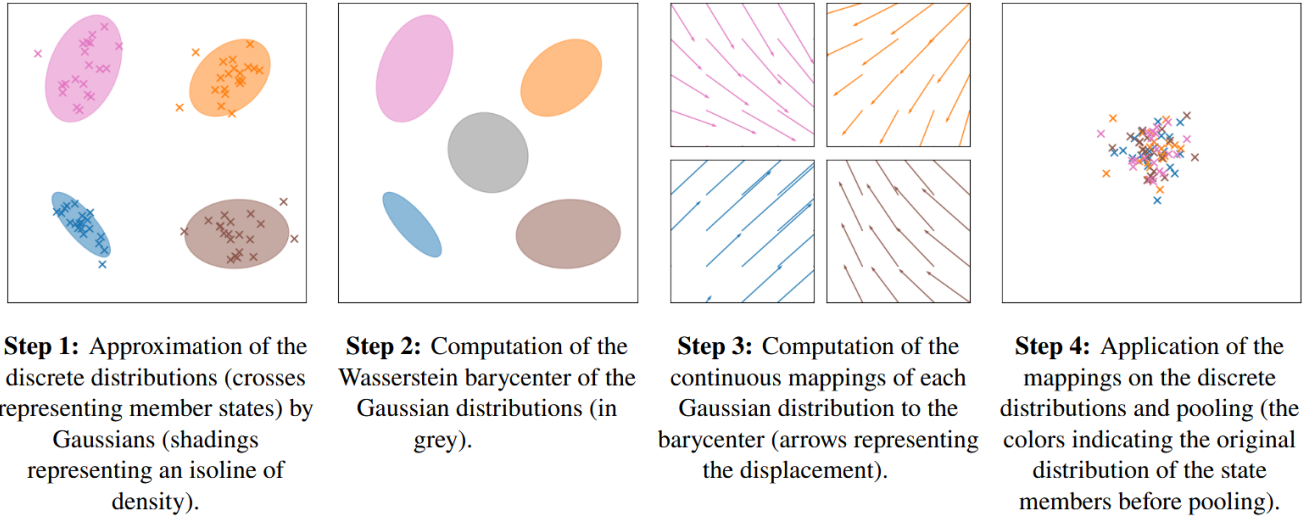 Step 1: Approximation of the
discrete distributions (crosses
representing member states) by
Gaussians (shadings
representing an isoline of
density).
Step 2: Computation of the
Wasserstein barycenter of the
Gaussian distributions (in
grey).
Step 3: Computation of the
continuous mappings of each
Gaussian distribution to the
barycenter (arrows representing
the displacement).
Step 4: Application of the
mappings on the discrete
distributions and pooling (the
colors indicating the original
distribution of the state
members before pooling).